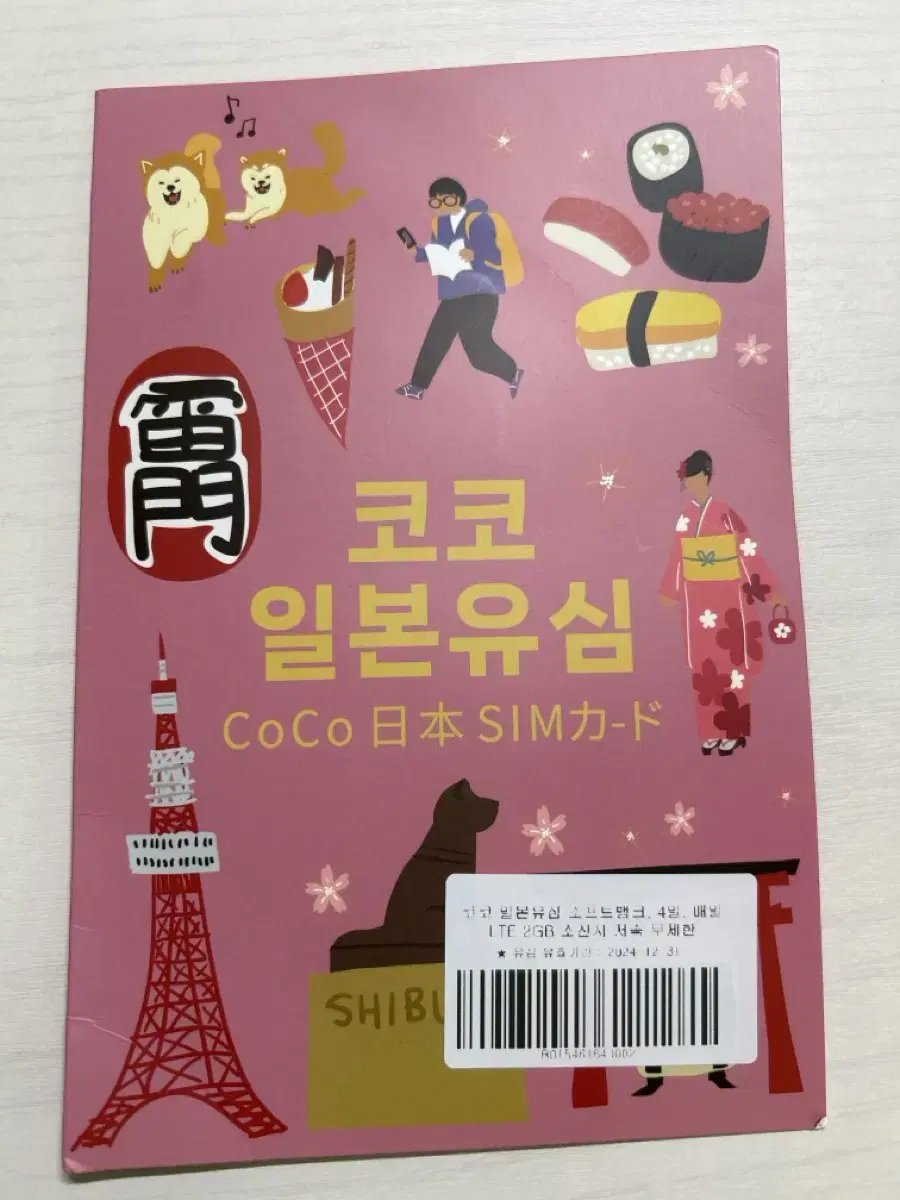 雷門
코코
일본유심
CoCo 日本 SIMカード
SHIBU
코코 일본유심 소프트뱅크, 4일, 매일
LTE 2GB 소진시 저속 무제한
★ 유심 유효기간 : 2024-12-31